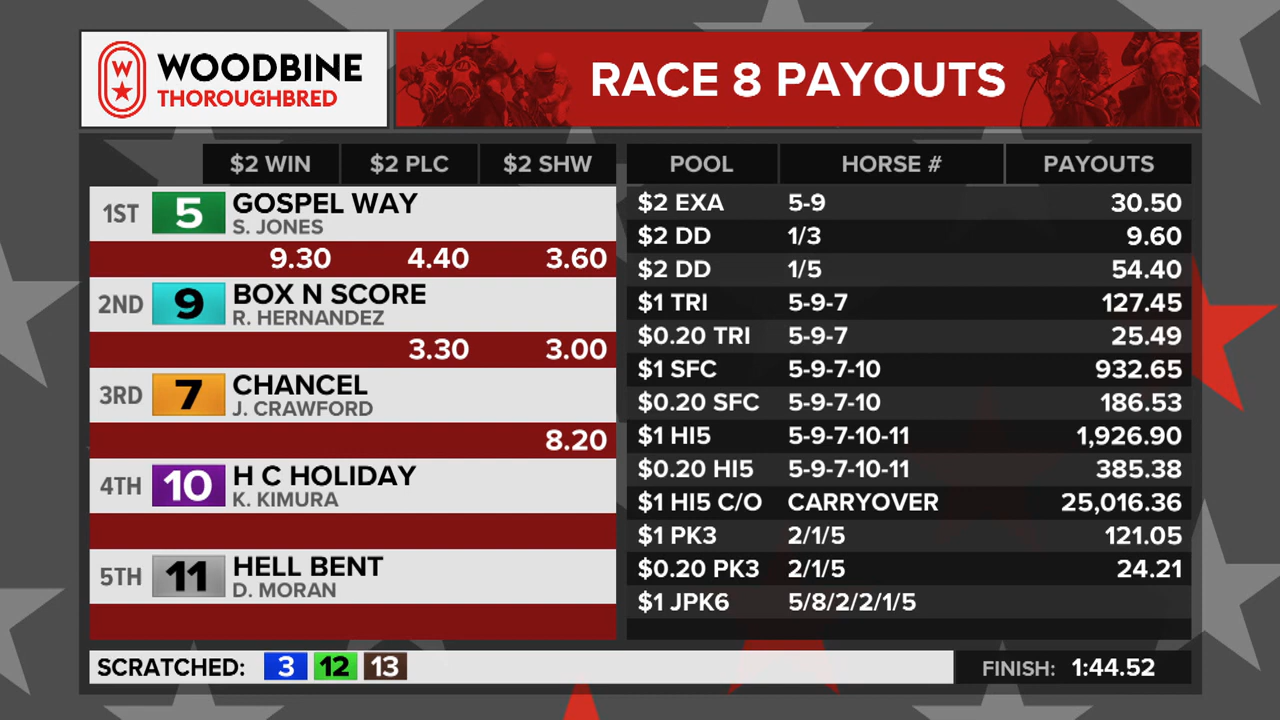 W
WOODBINE
THOROUGHBRED
RACE 8 PAYOUTS
$2 WIN $2 PLC $2 SHW
1ST 5 GOSPEL WAY
S. JONES
9.30 4.40 3.60
2ND 9 BOX N SCORE
R. HERNANDEZ
3.30 3.00
3RD 7 CHANCEL
J. CRAWFORD
8.20
4TH 10 H C HOLIDAY
K. KIMURA
5TH 11 HELL BENT
D. MORAN
POOL HORSE # PAYOUTS
$2 EXA 5-9 30.50
$2 DD 1/3 9.60
$2 DD 1/5 54.40
$1 TRI 5-9-7 127.45
$0.20 TRI 5-9-7 25.49
$1 SFC 5-9-7-10 932.65
$0.20 SFC 5-9-7-10 186.53
$1 HI5 5-9-7-10-11 1,926.90
$0.20 HI5 5-9-7-10-11 385.38
$1 HI5 C/O CARRYOVER 25,016.36
$1 PK3 2/1/5 121.05
$0.20 PK3 2/1/5 24.21
$1 JPK6 5/8/2/2/1/5
SCRATCHED: 3 12 13
FINISH: 1:44.52